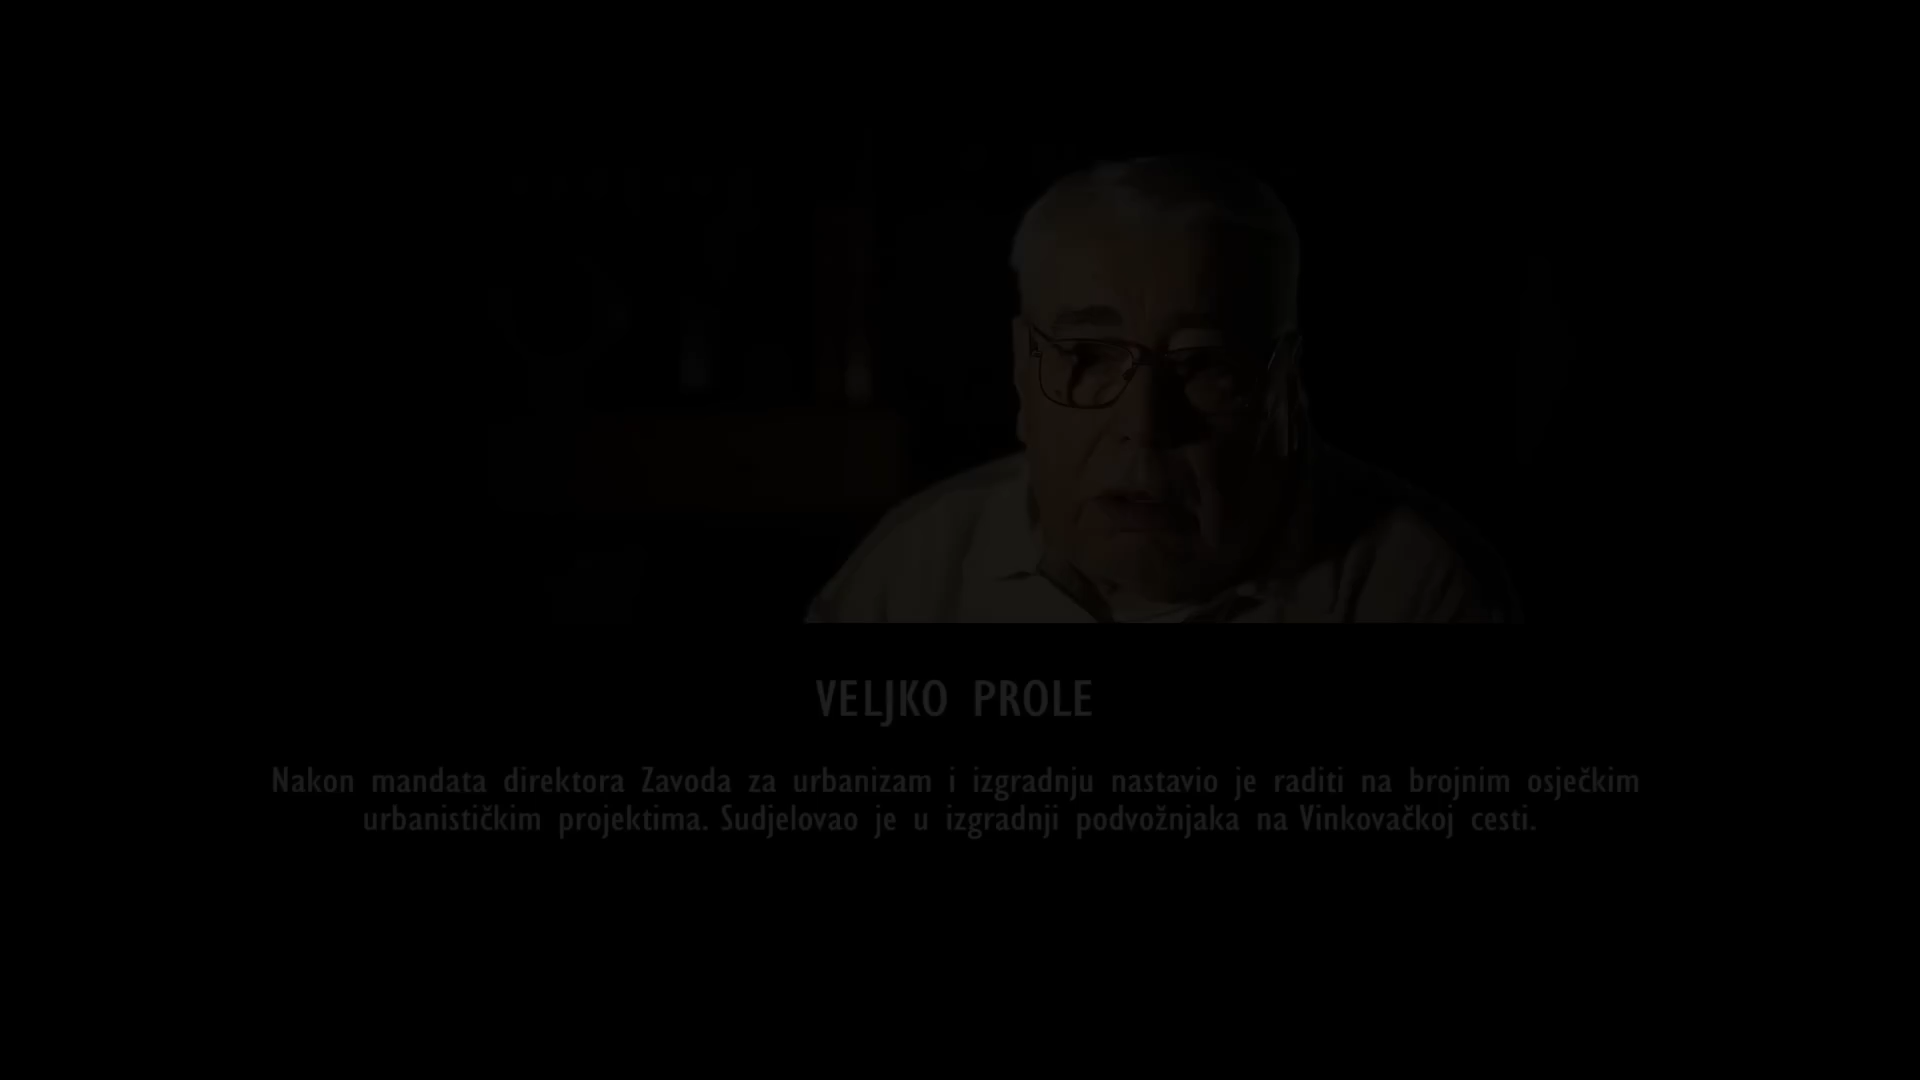 VELJKO PROLE
Nakon mandata direktora Zavoda za urbanizam i izgradnju nastavio je raditi na brojnim osječkim
urbanističkim projektima. Sudjelovao je u izgradnji podvožnjaka na Vinkovačkoj cesti.